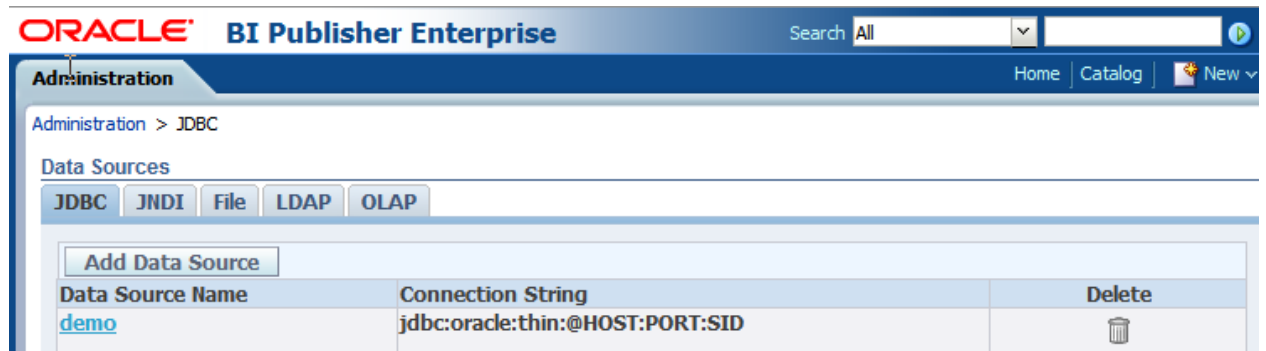 ORACLE BI Publisher Enterprise Search All
Administration Home Catalog New
Administration > JDBC
Data Sources
JDBC JNDI File LDAP OLAP
Add Data Source
Data Source Name Connection String Delete
demo jdbc:oracle:thin:@HOST:PORT:SID